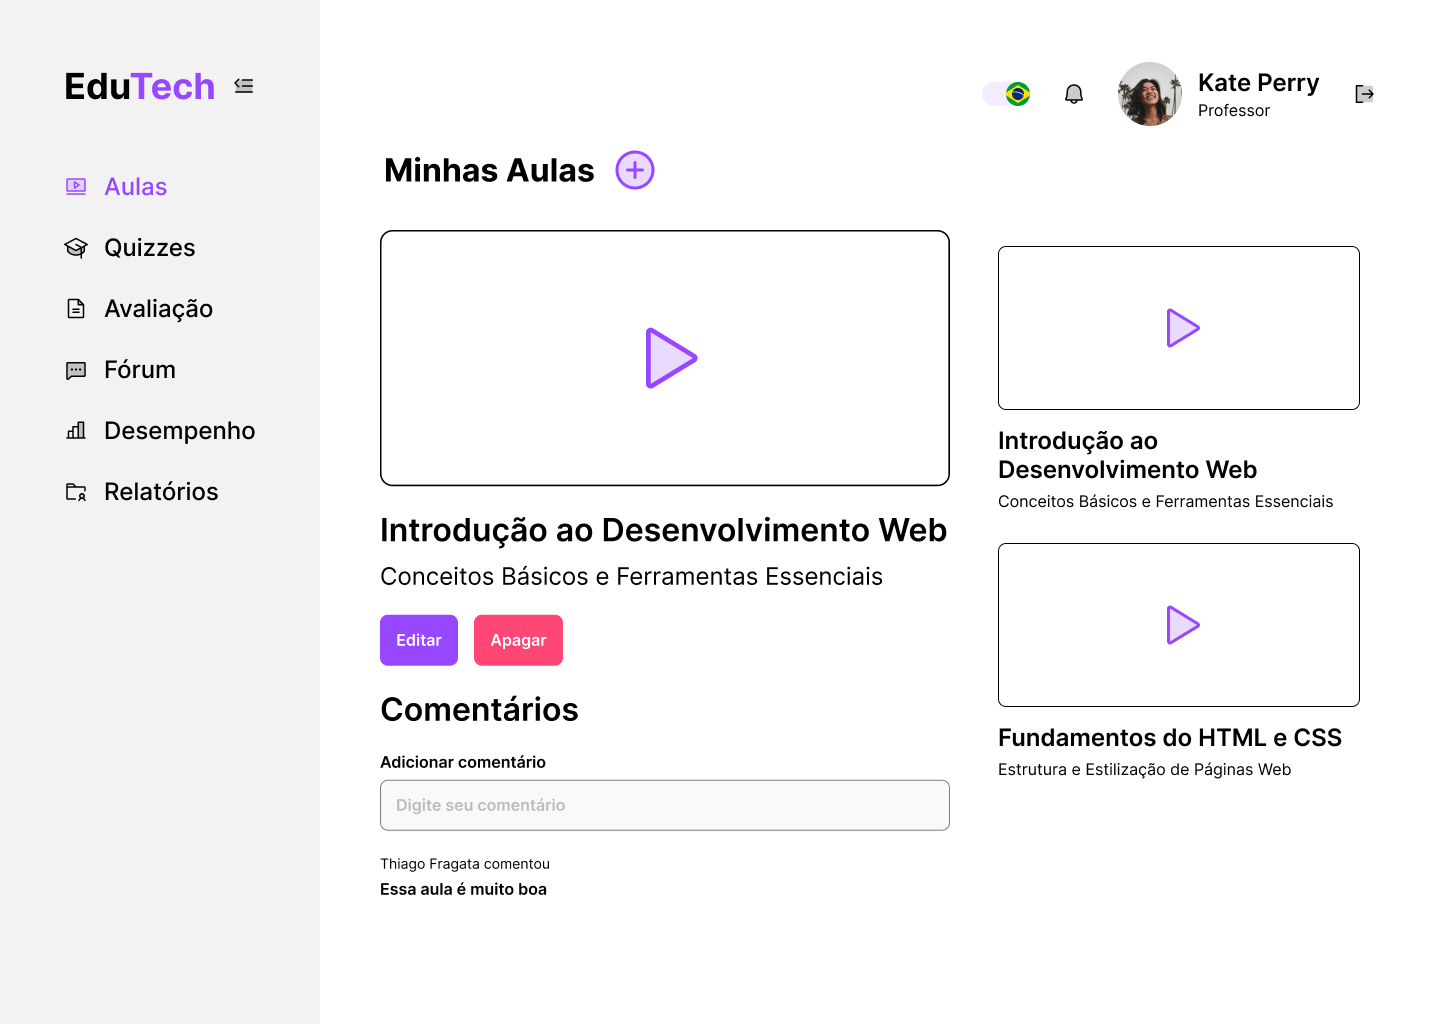 EduTech
Aulas
Quizzes
Avaliação
Fórum
Desempenho
Relatórios
Kate Perry
Professor
Minhas Aulas
Introdução ao Desenvolvimento Web
Conceitos Básicos e Ferramentas Essenciais
Editar
Apagar
Comentários
Adicionar comentário
Digite seu comentário
Thiago Fragata comentou
Essa aula é muito boa
Introdução ao
Desenvolvimento Web
Conceitos Básicos e Ferramentas Essenciais
Fundamentos do HTML e CSS
Estrutura e Estilização de Páginas Web